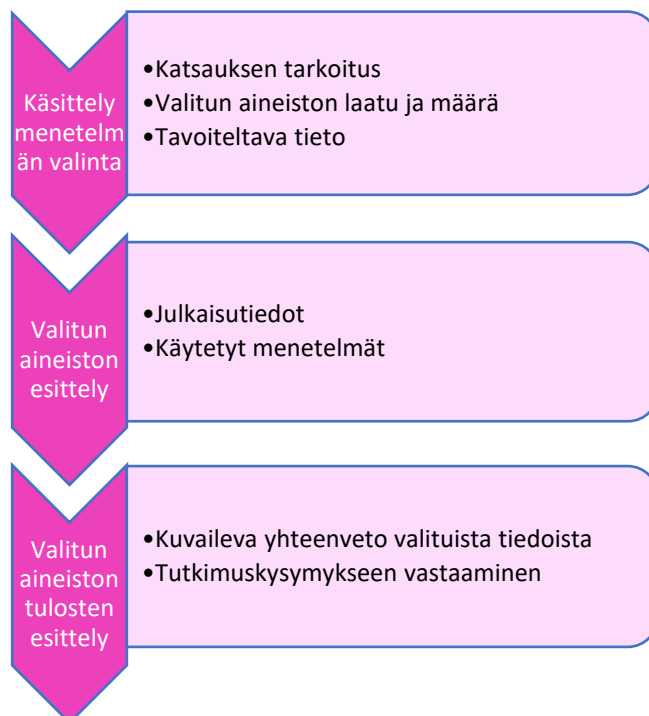 Käsittely
menetelm
än valinta
•Katsauksen tarkoitus
•Valitun aineiston laatu ja määrä
•Tavoiteltava tieto
Valitun
aineiston
esittely
•Julkaisutiedot
•Käytetyt menetelmät
Valitun
aineiston
tulosten
esittely
•Kuvaileva yhteenveto valituista tiedoista
•Tutkimuskysymykseen vastaaminen